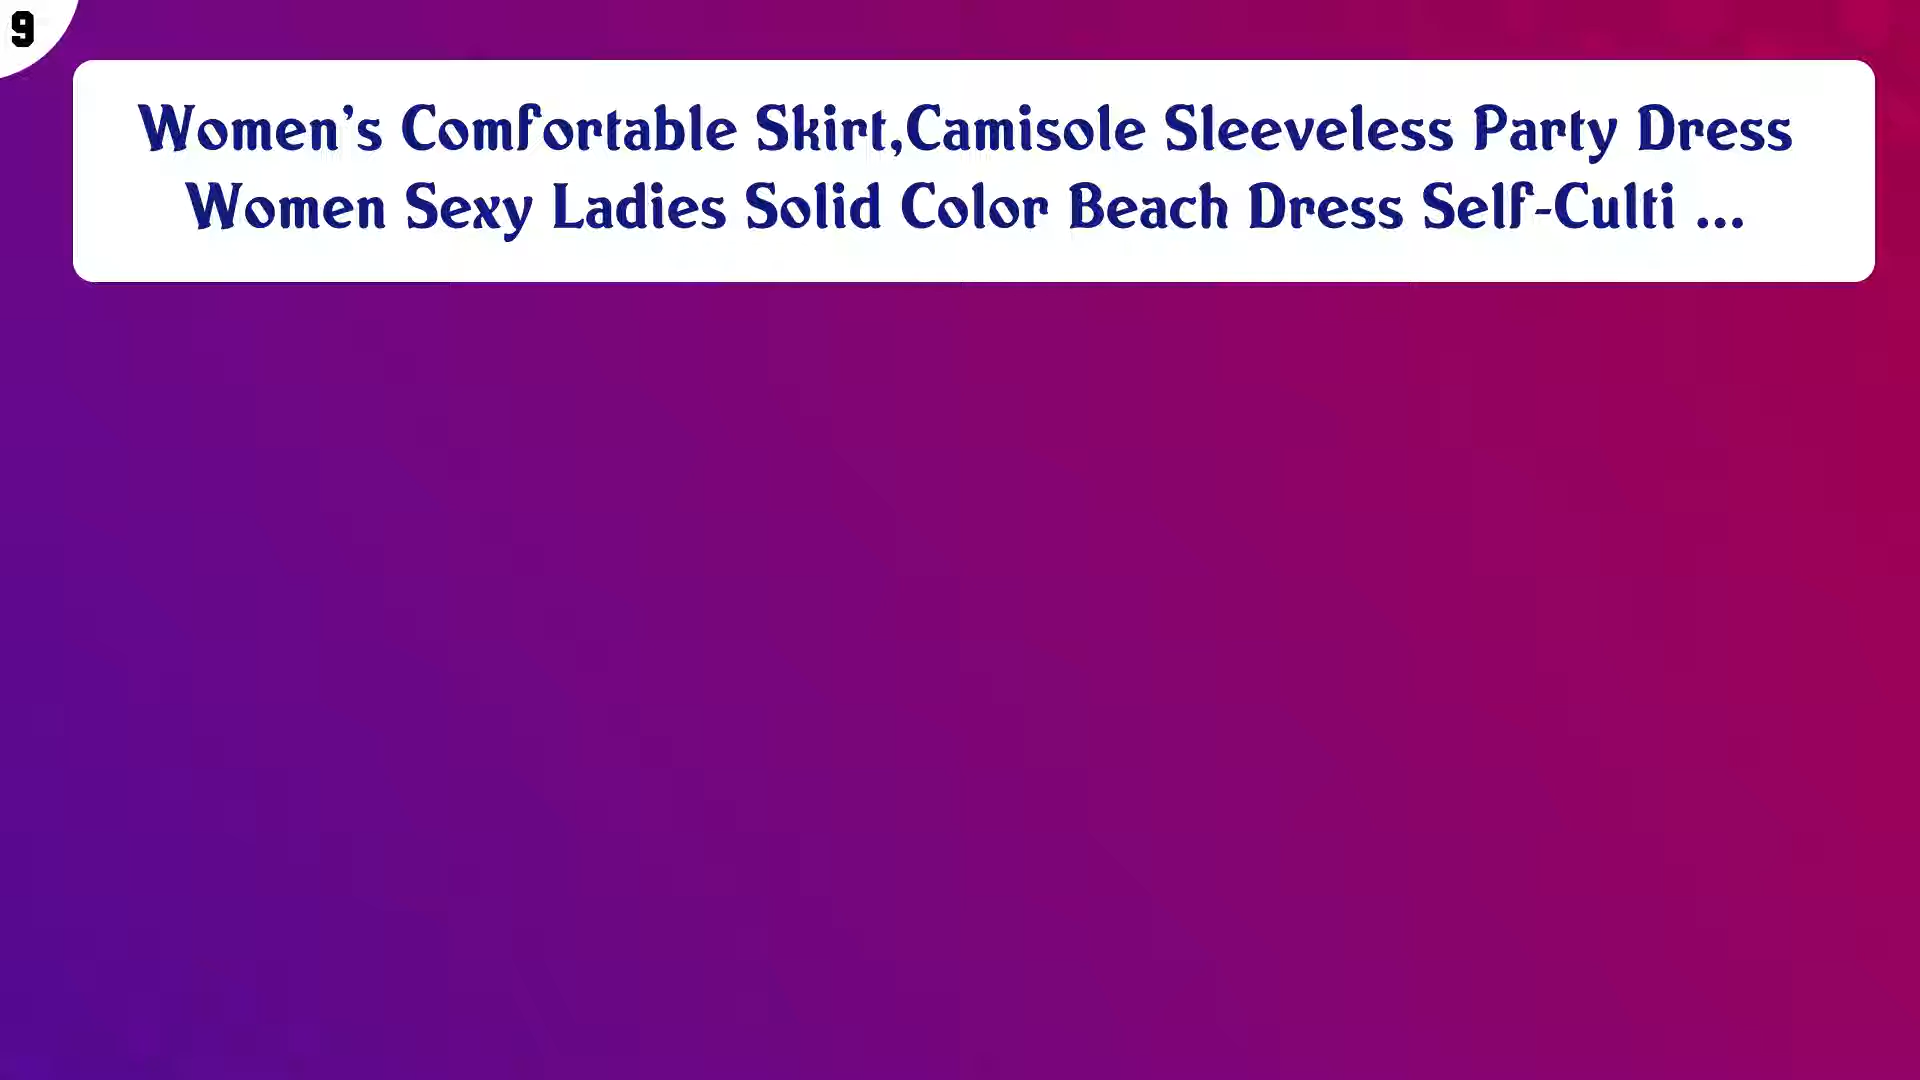 9
Women's Comfortable Skirt,Camisole Sleeveless Party Dress
Women Sexy Ladies Solid Color Beach Dress Self-Culti ...